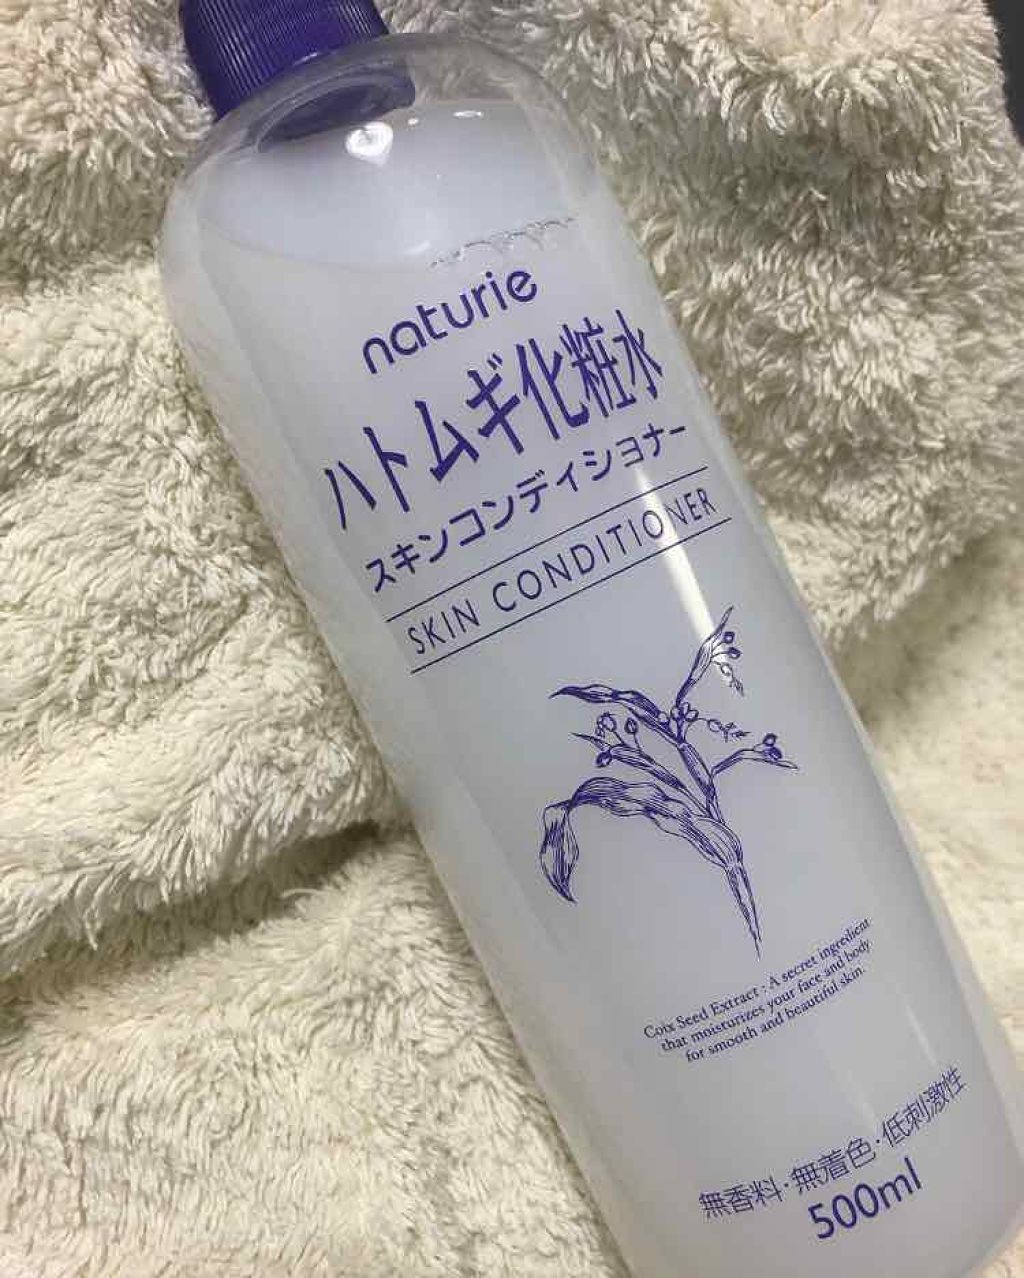 naturie
ハトムギ化粧水
スキンコンディショナー
SKIN CONDITIONER
Coix Seed Extract : A secret ingredient
that moisturizes your face and body
for smooth and beautiful skin.
無香料・無着色・低刺激性
500ml